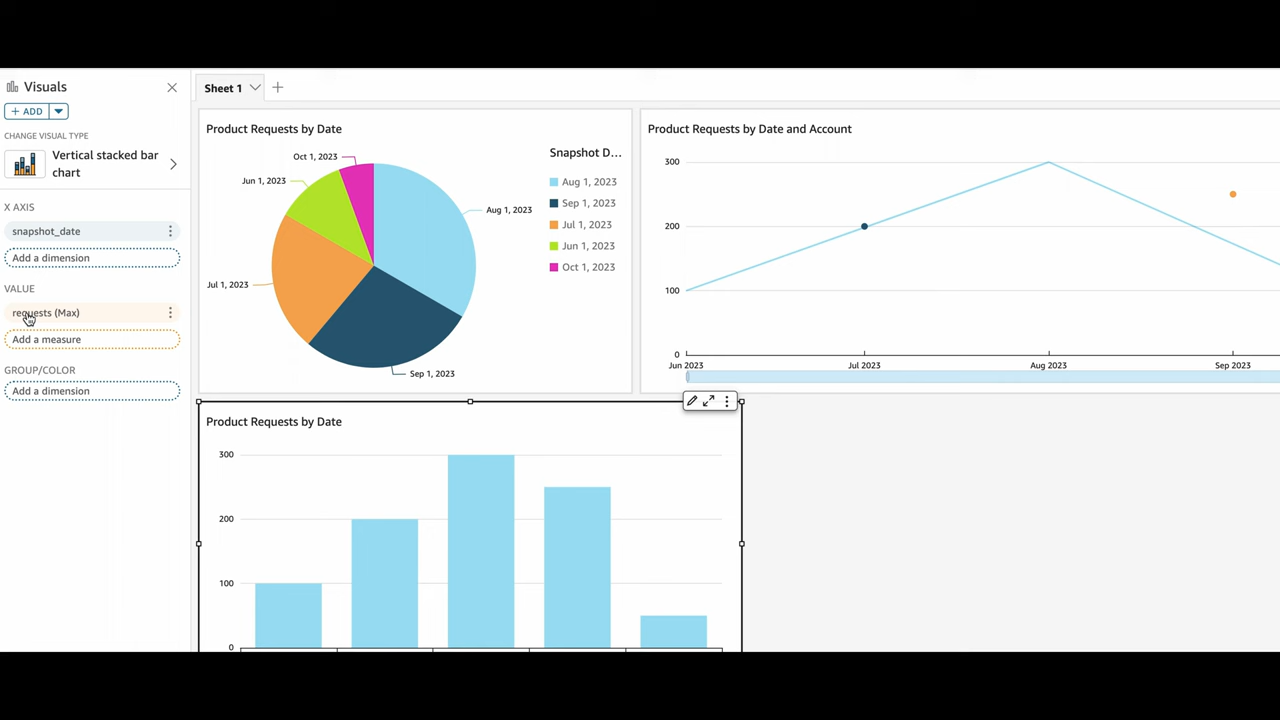 Visuals
+ ADD
CHANGE VISUAL TYPE
Vertical stacked bar
chart
X AXIS
snapshot_date
Add a dimension
VALUE
requests (Max)
Add a measure
GROUP/COLOR
Add a dimension
Sheet 1
Product Requests by Date
Oct 1, 2023
Jun 1, 2023
Aug 1, 2023
Jul 1, 2023
Sep 1, 2023
Snapshot D...
Aug 1, 2023
Sep 1, 2023
Jul 1, 2023
Jun 1, 2023
Oct 1, 2023
Product Requests by Date and Account
300
200
100
0
Jun 2023
Jul 2023
Aug 2023
Sep 2023
Product Requests by Date
300
200
100
0